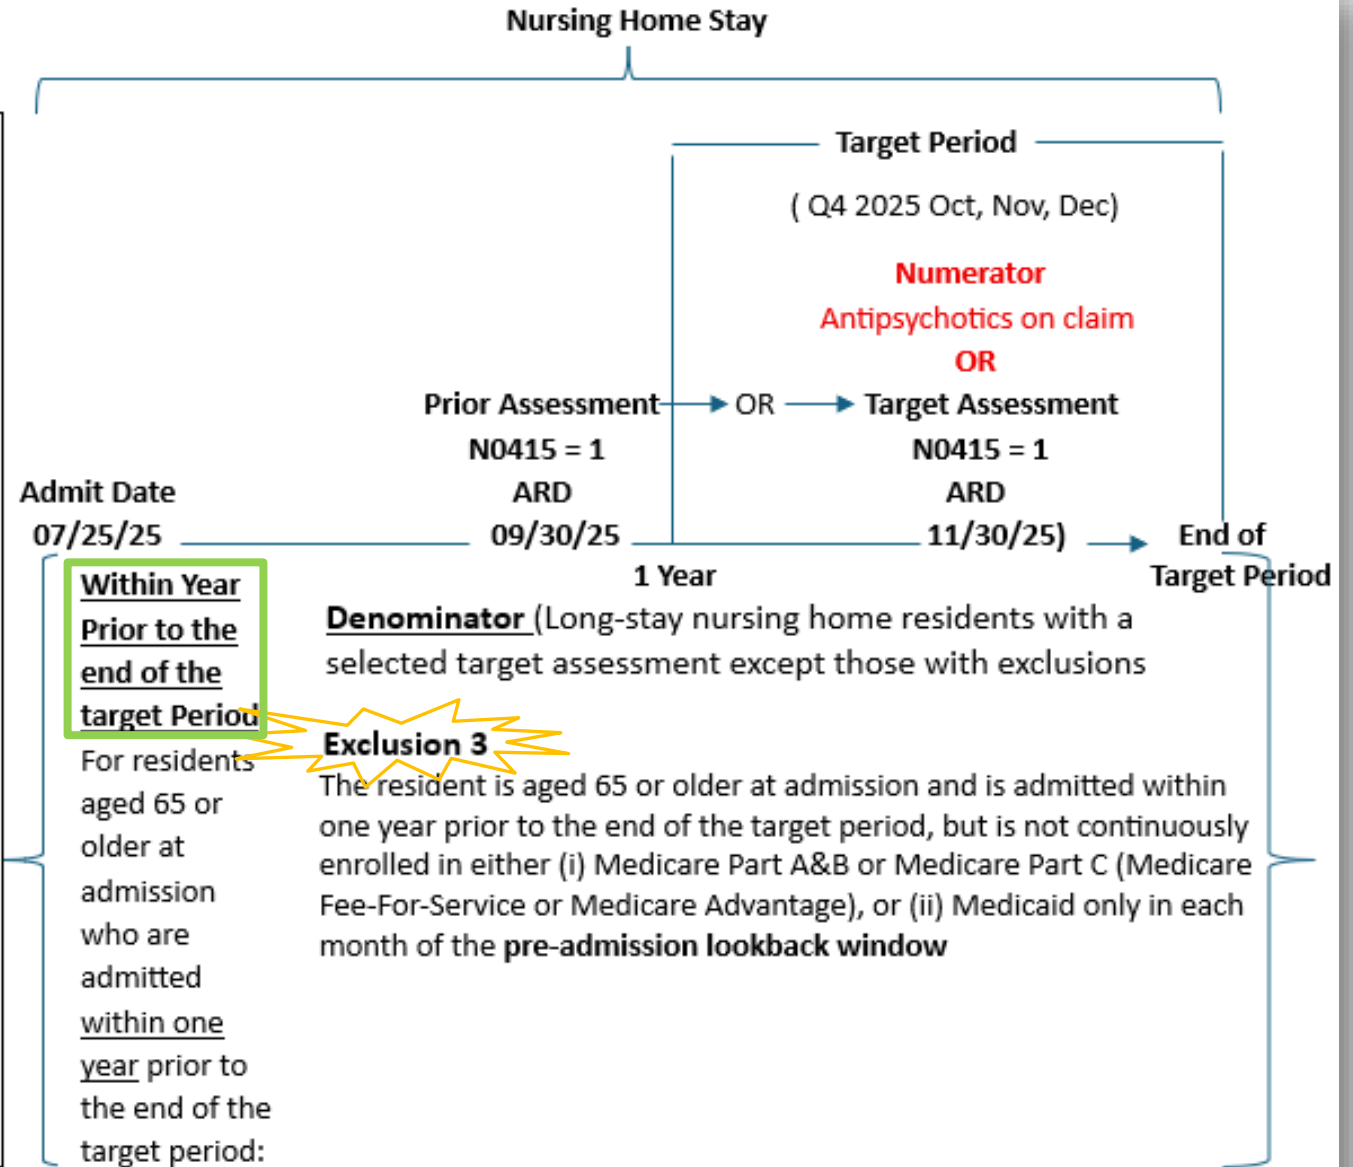 Nursing Home Stay
Target Period
( Q4 2025 Oct, Nov, Dec)
Numerator
Antipsychotics on claim
OR
Prior Assessment OR Target Assessment
N0415 = 1 N0415 = 1
Admit Date ARD ARD
07/25/25 09/30/25 11/30/25) End of
1 Year Target Period
Within Year
Prior to the
end of the
target Period
For residents
aged 65 or
older at
admission
who are
admitted
within one
year prior to
the end of the
target period:
Denominator (Long-stay nursing home residents with a
selected target assessment except those with exclusions
Exclusion 3
The resident is aged 65 or older at admission and is admitted within
one year prior to the end of the target period, but is not continuously
enrolled in either (i) Medicare Part A&B or Medicare Part C (Medicare
Fee-For-Service or Medicare Advantage), or (ii) Medicaid only in each
month of the pre-admission lookback window